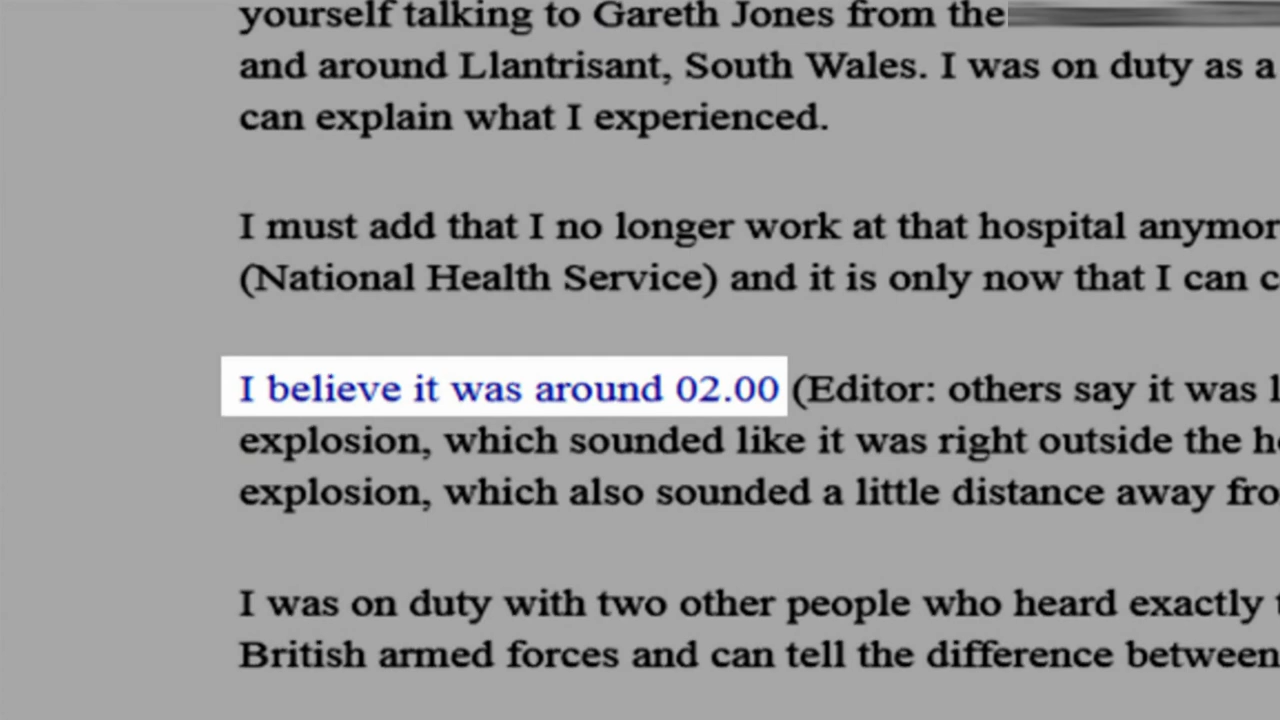 yourself talking to Gareth Jones from the
and around Llantrisant, South Wales. I was on duty as a
can explain what I experienced.
I must add that I no longer work at that hospital anymor
(National Health Service) and it is only now that I can c
I believe it was around 02.00 (Editor: others say it was l
explosion, which sounded like it was right outside the h
explosion, which also sounded a little distance away fro
I was on duty with two other people who heard exactly t
British armed forces and can tell the difference between